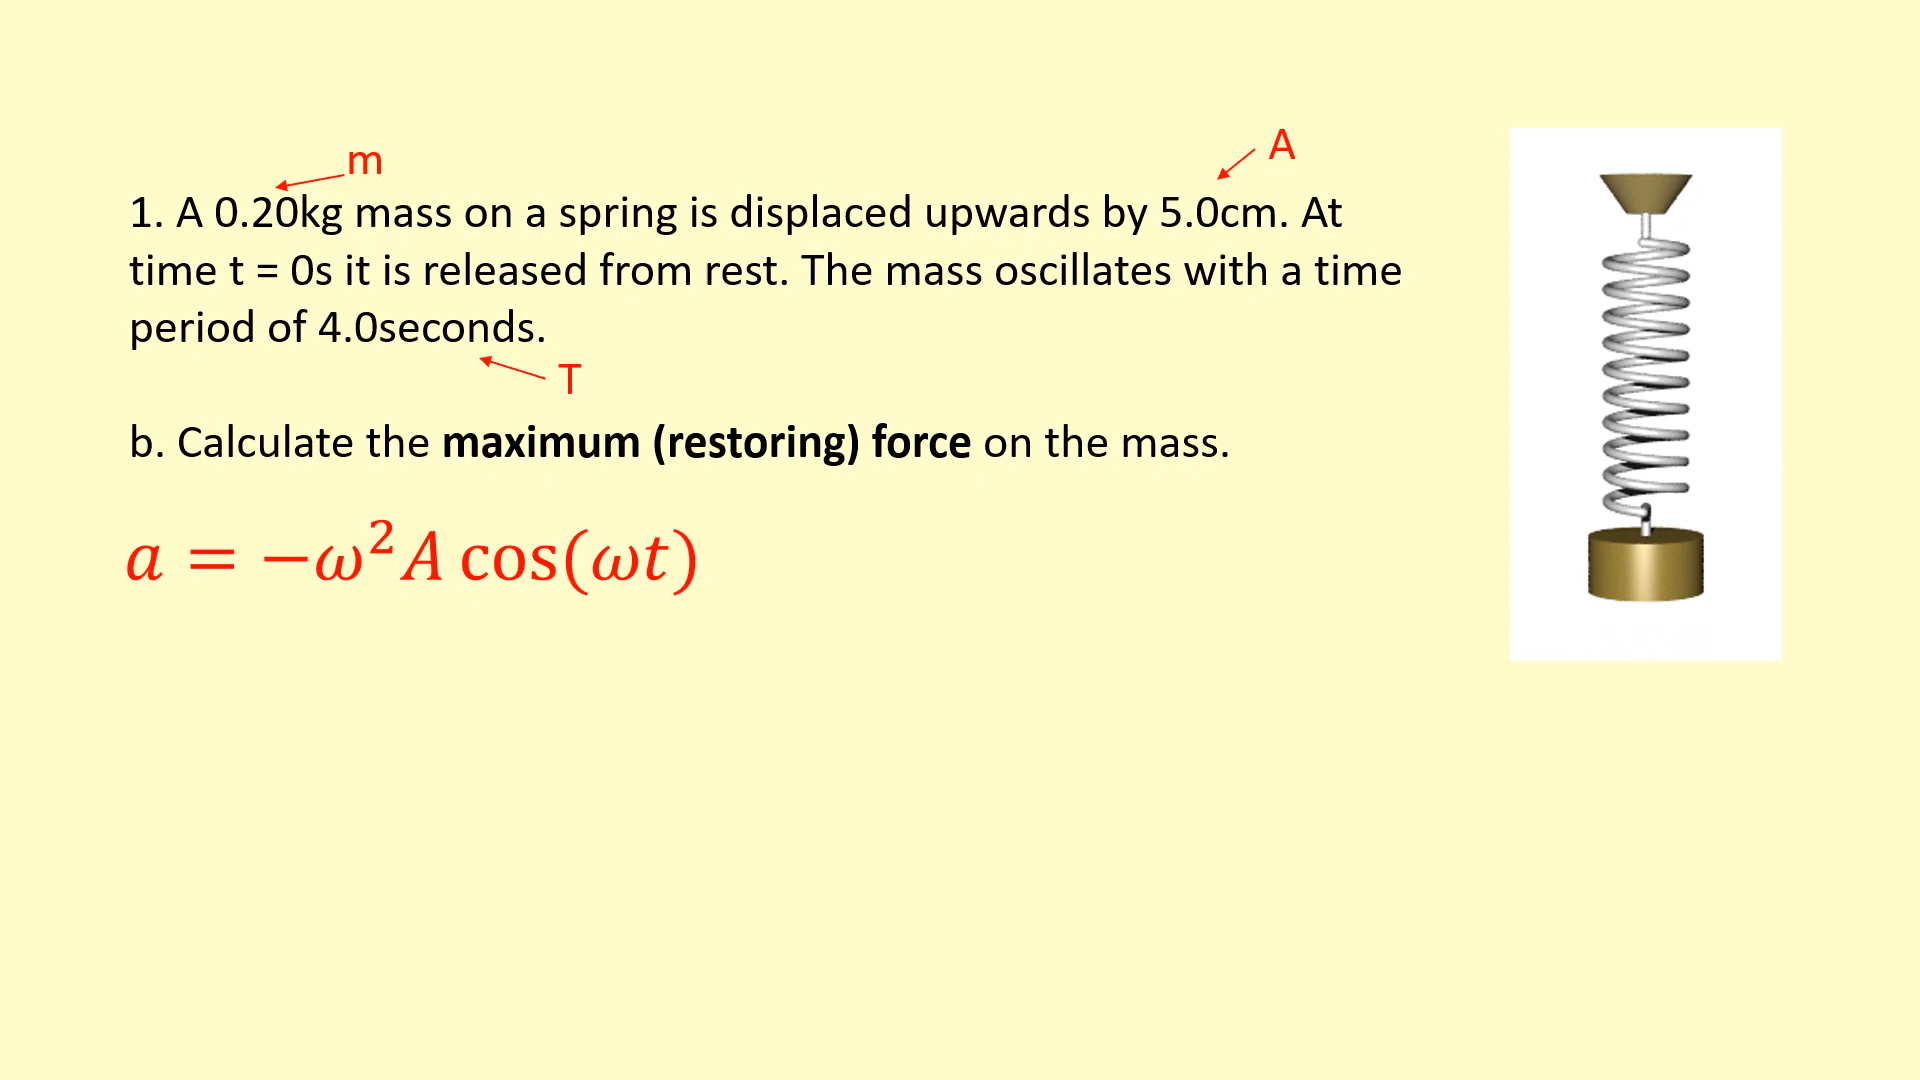 m
A
1. A 0.20kg mass on a spring is displaced upwards by 5.0cm. At
time t = 0s it is released from rest. The mass oscillates with a time
period of 4.0seconds.
T
b. Calculate the maximum (restoring) force on the mass.
a = −ω²A cos(ωt)